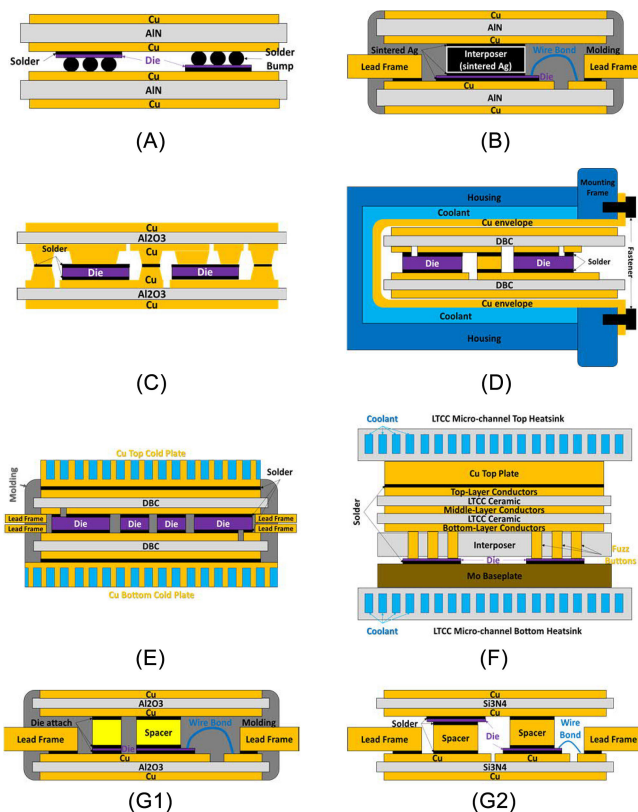 Cu
AlN
Cu
Solder
Die
Solder
Bump
Cu
AlN
Cu
(A)
Cu
AlN
Cu
Sintered Ag
Interposer
(sintered Ag)
Wire Bond
Molding
Lead Frame
Lead Frame
Die
Cu
Cu
AlN
Cu
(B)
Cu
Al2O3
Solder
Cu
Die
Die
Cu
Al2O3
Cu
(C)
Mounting
Frame
Housing
Coolant
Cu envelope
DBC
Die
Die
Solder
Fastener
DBC
Cu envelope
Coolant
Housing
(D)
Cu Top Cold Plate
Solder
Molding
DBC
Lead Frame
Lead Frame
Die
Die
Die
Die
Lead Frame
Lead Frame
DBC
Cu Bottom Cold Plate
(E)
Coolant
LTCC Micro-channel Top Heatsink
Cu Top Plate
Top-Layer Conductors
LTCC Ceramic
Middle-Layer Conductors
LTCC Ceramic
Bottom-Layer Conductors
Solder
Interposer
Fuzz
Buttons
Die
Mo Baseplate
Coolant
LTCC Micro-channel Bottom Heatsink
(F)
Cu
Al2O3
Cu
Die attach
Spacer
Wire Bond
Molding
Lead Frame
Lead Frame
Die
Cu
Cu
Al2O3
Cu
(G1)
Cu
Si3N4
Cu
Solder
Wire
Bond
Lead Frame
Spacer
Die
Spacer
Lead Frame
Cu
Cu
Si3N4
Cu
(G2)